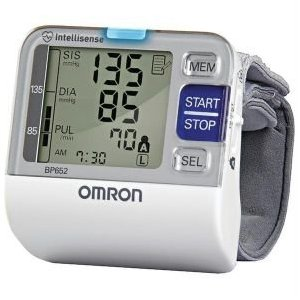 intellisense
SIS
mmHg
135
MEM
135
DIA
mmHg
85
START
STOP
85
PUL
/min
70
A
AM 7:30
L
SEL
BP652
OMRON